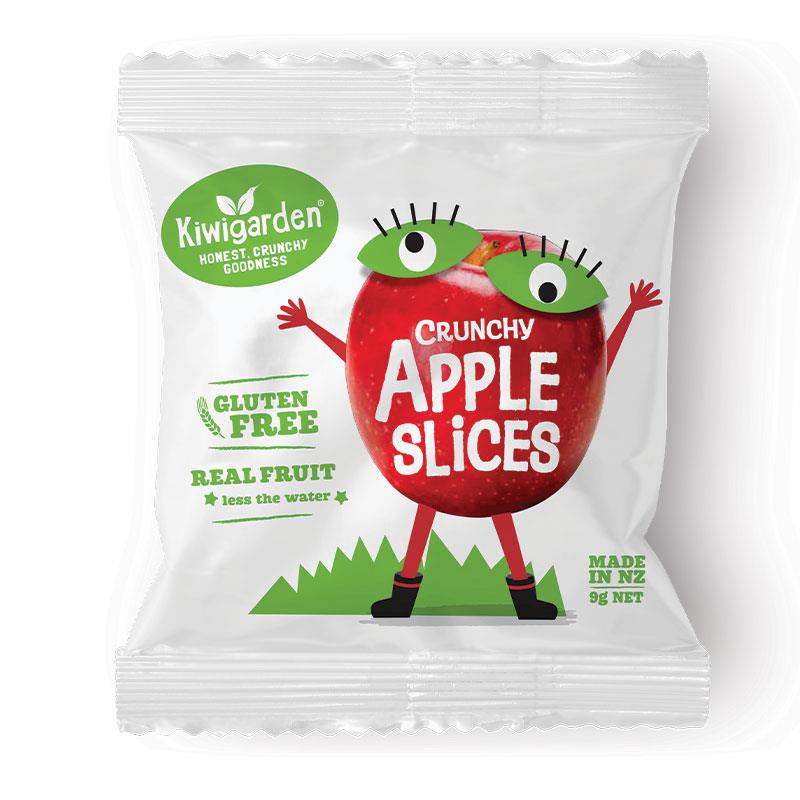 Kiwigarden®
HONEST, CRUNCHY
GOODNESS
CRUNCHY
APPLE
SLiCES
GLUTEN
FREE
REAL FRUIT
less the water
MADE
IN NZ
9g NET